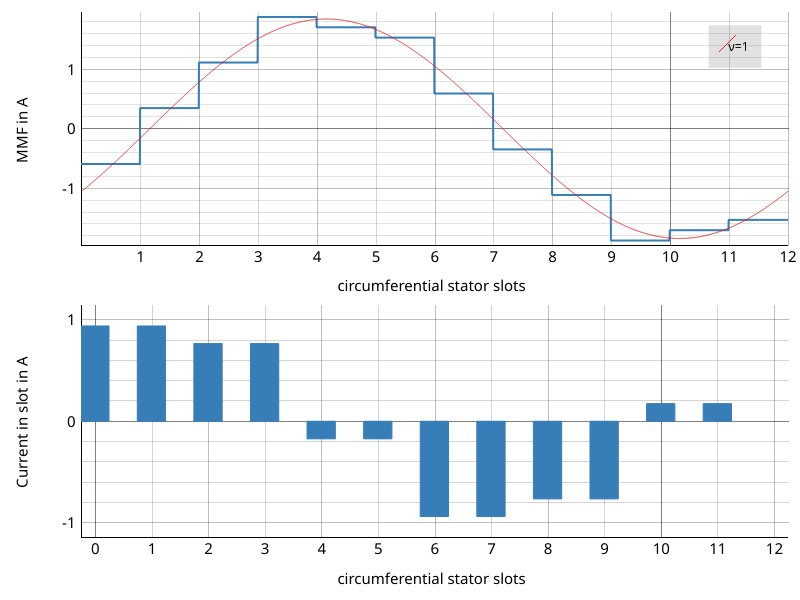 MMF in A
1
0
-1
ν=1
1 2 3 4 5 6 7 8 9 10 11 12
circumferential stator slots
Current in slot in A
1
0
-1
0 1 2 3 4 5 6 7 8 9 10 11 12
circumferential stator slots